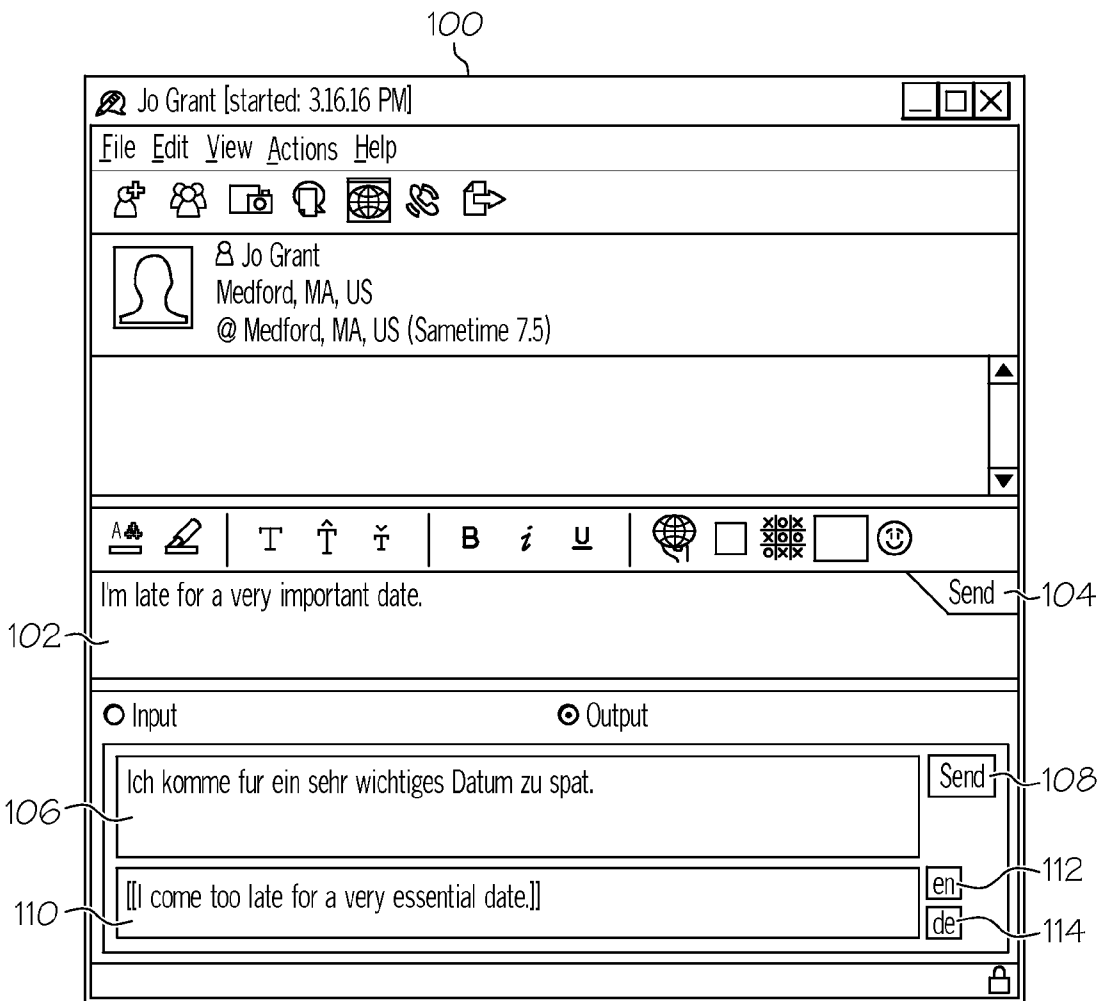 100
Jo Grant [started: 3.16.16 PM]
File Edit View Actions Help
Jo Grant
Medford, MA, US
@ Medford, MA, US (Sametime 7.5)
A T T T B i u
XOX
OXX
OXX
I'm late for a very important date.
Send
104
102
Input Output
Ich komme fur ein sehr wichtiges Datum zu spat.
Send
108
106
[[I come too late for a very essential date.]]
en
112
110
de
114